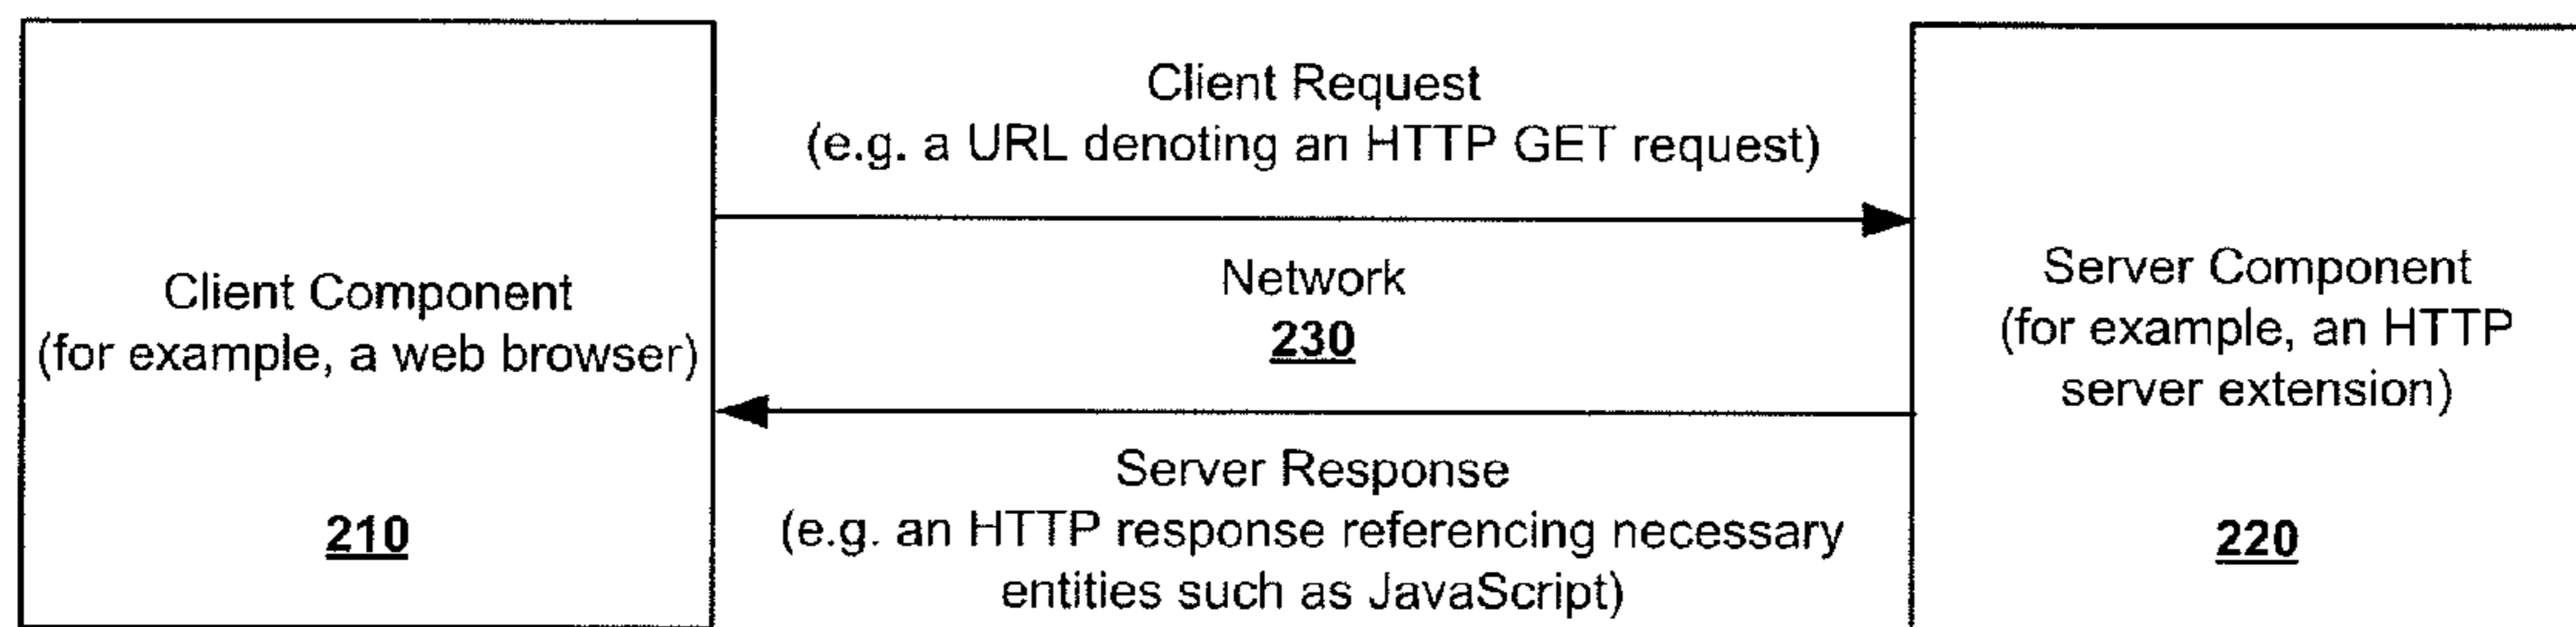 Client Component
(for example, a web browser)
210
Client Request
(e.g. a URL denoting an HTTP GET request)
Network
230
Server Response
(e.g. an HTTP response referencing necessary
entities such as JavaScript)
Server Component
(for example, an HTTP
server extension)
220